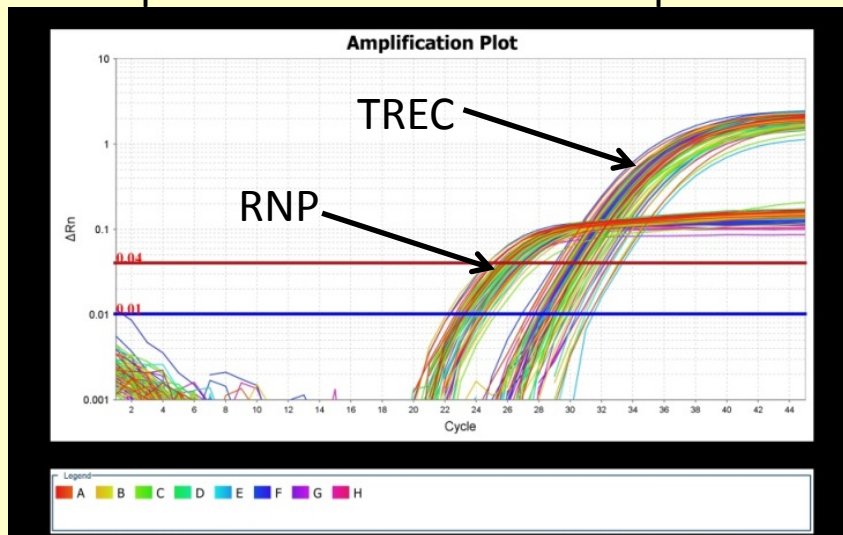 Amplification Plot
10
TREC
1
RNP
ΔRn
0.1
0.04
0.01
0.01
0.001
2 4 6 8 10 12 14 16 18 20 22 24 26 28 30 32 34 36 38 40 42 44
Cycle
Legend
A B C D E F G H